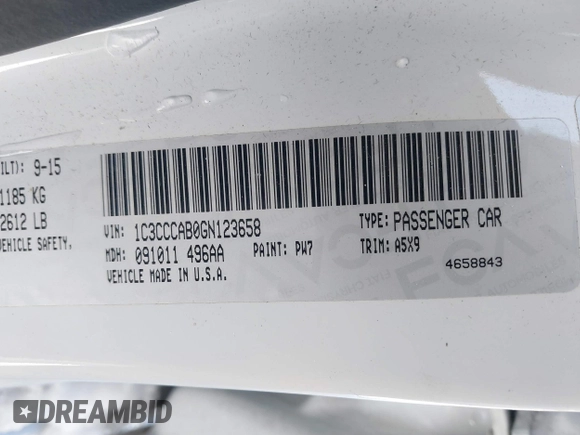 ILT): 9-15
1185 KG
2612 LB
VEHICLE SAFETY,
VIN: 1C3CCCAB0GN123658
TYPE: PASSENGER CAR
MDH: 091011 496AA
PAINT: PW7
TRIM: A5X9
VEHICLE MADE IN U.S.A.
4658843
DREAMBID